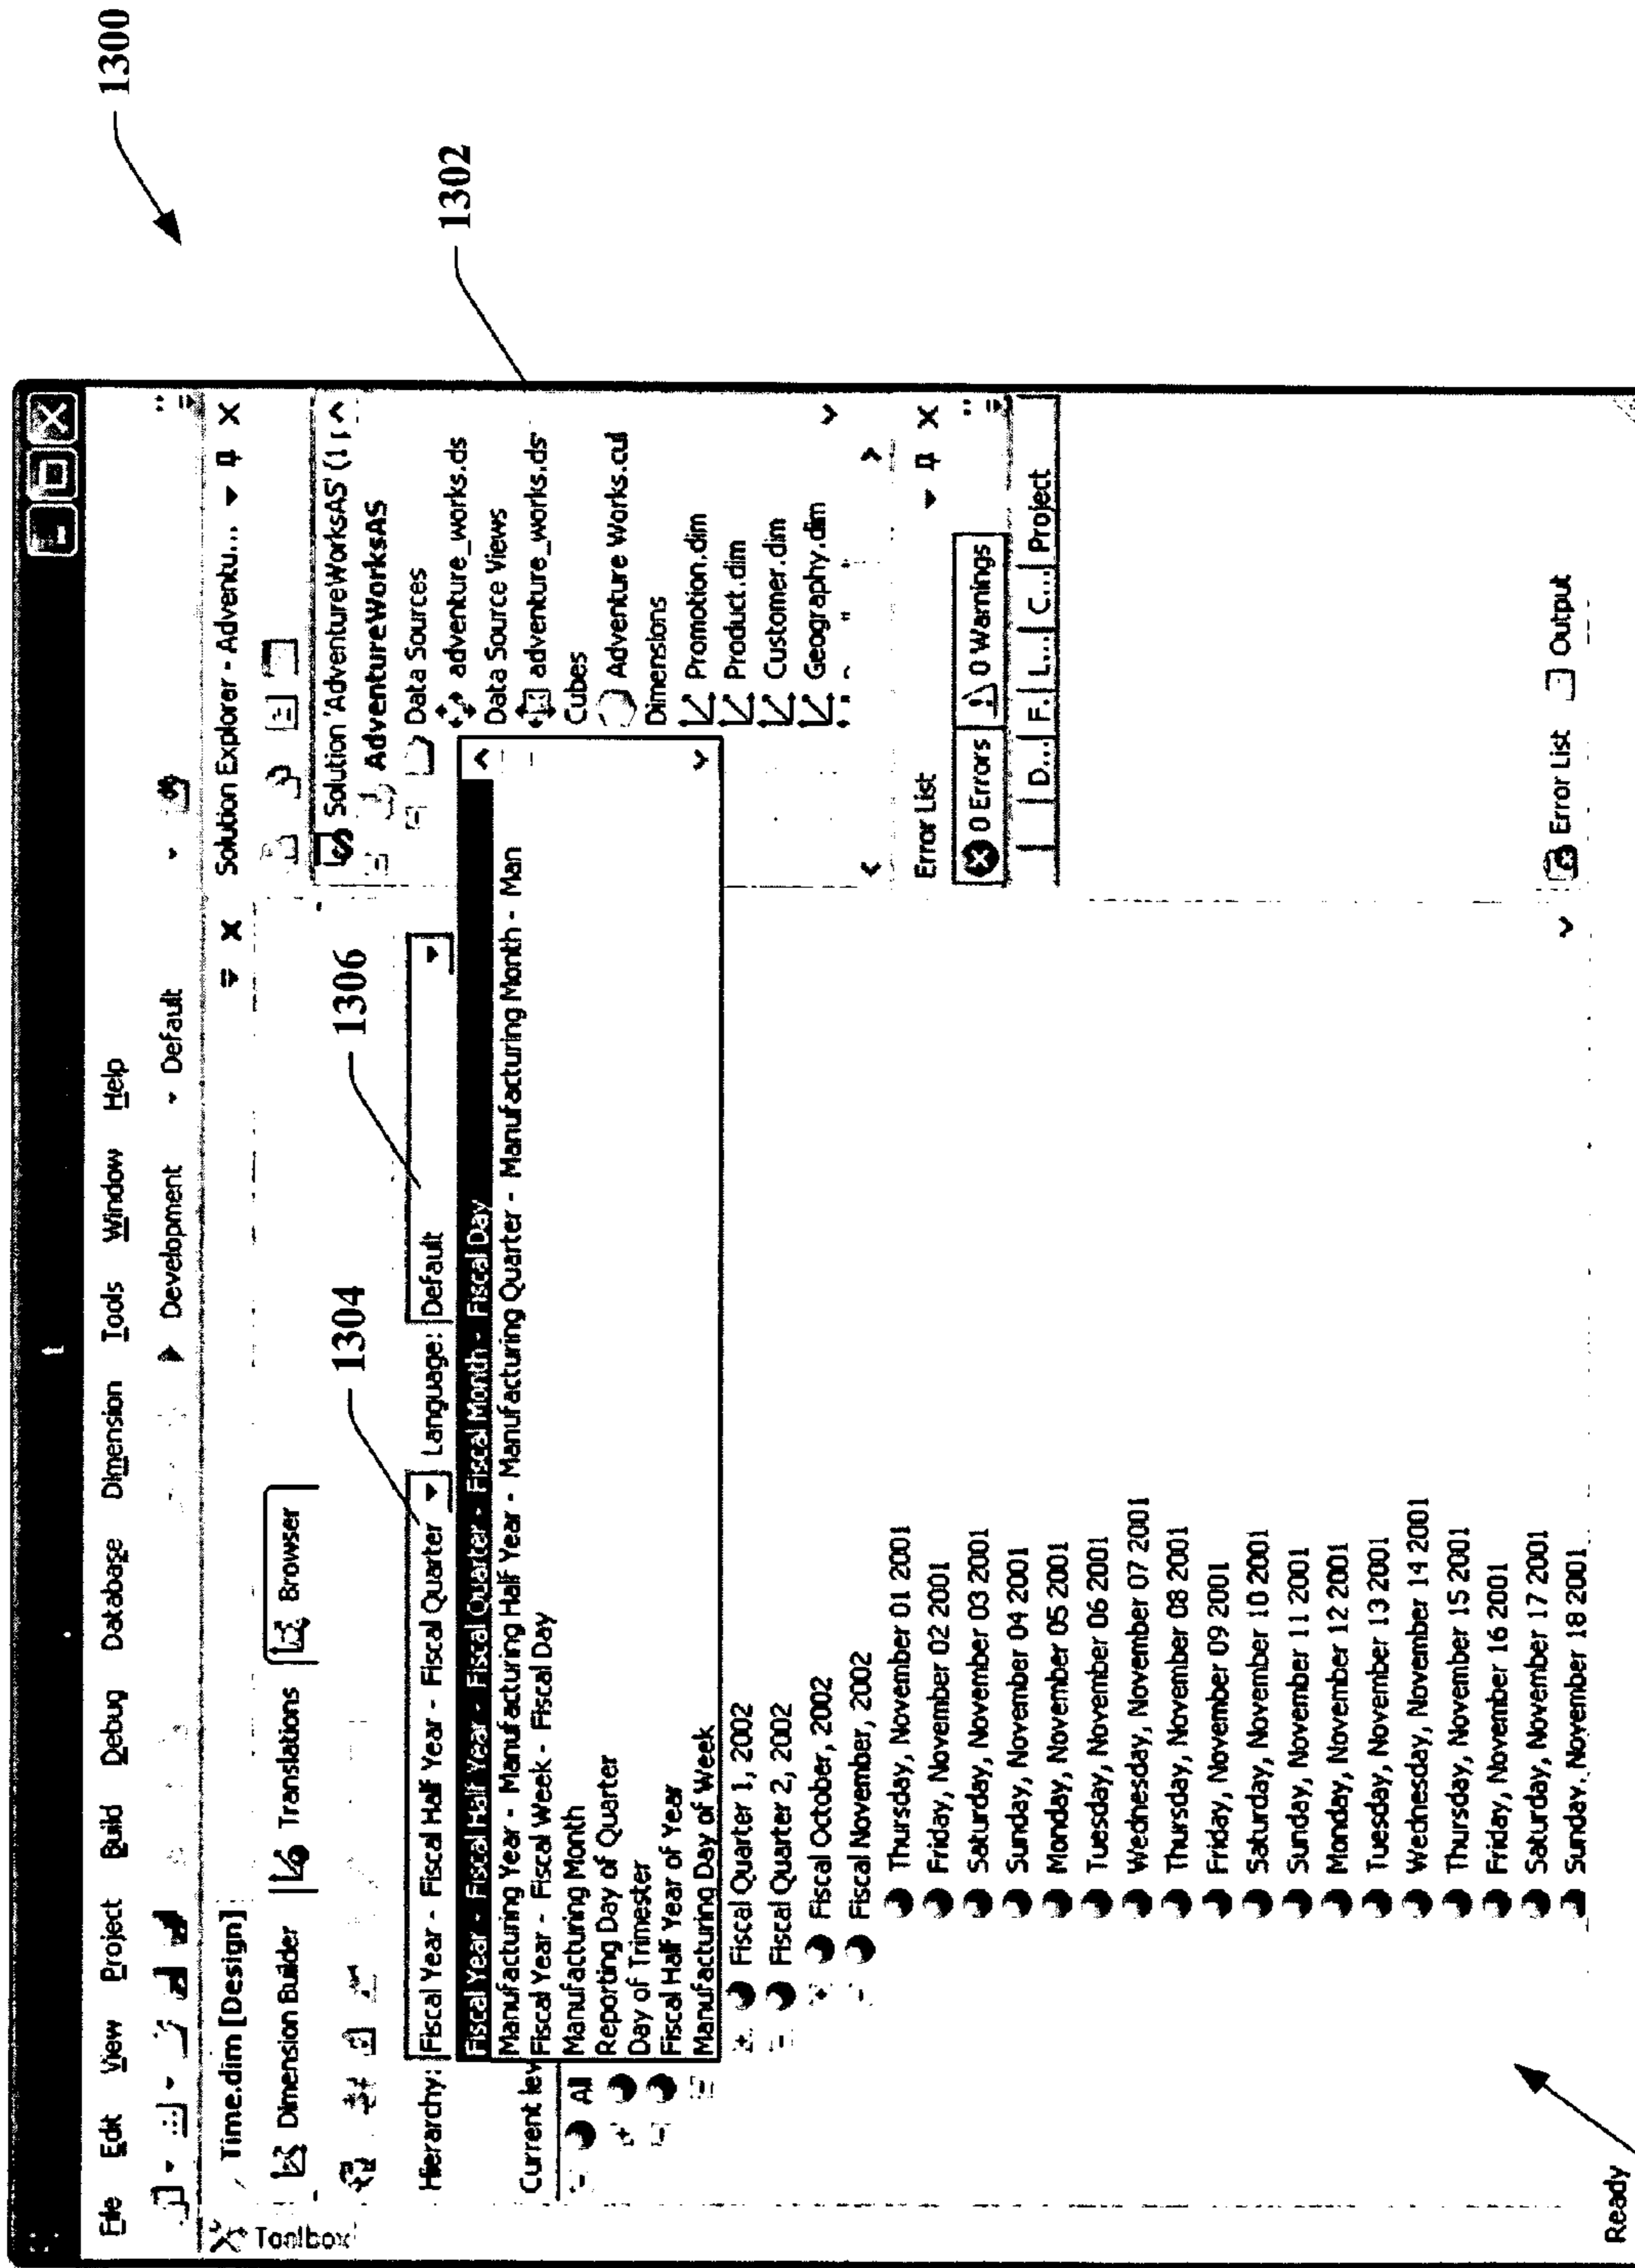 1300
File Edit View Project Build Debug Database Dimension Tools Window Help
Development Default
Time.dim [Design]
Solution Explorer - Adventu...
Toolbox
Dimension Builder Translations Browser
Solution 'AdventureWorksAS' (1
AdventureWorksAS
Data Sources
adventure_works.ds
Data Source Views
adventure_works.ds
Cubes
Adventure Works.cul
Dimensions
Promotion.dim
Product.dim
Customer.dim
Geography.dim
1302
1304
1306
Hierarchy: Fiscal Year - Fiscal Half Year - Fiscal Quarter Language: Default
Fiscal Year - Fiscal Half Year - Fiscal Quarter - Fiscal Month - Fiscal Day
Manufacturing Year - Manufacturing Half Year - Manufacturing Quarter - Manufacturing Month - Man
Fiscal Year - Fiscal Week - Fiscal Day
Manufacturing Month
Reporting Day of Quarter
Day of Trimester
Fiscal Half Year of Year
Manufacturing Day of Week
Current lev
All
Fiscal Quarter 1, 2002
Fiscal Quarter 2, 2002
Fiscal October, 2002
Fiscal November, 2002
Thursday, November 01 2001
Friday, November 02 2001
Saturday, November 03 2001
Sunday, November 04 2001
Monday, November 05 2001
Tuesday, November 06 2001
Wednesday, November 07 2001
Thursday, November 08 2001
Friday, November 09 2001
Saturday, November 10 2001
Sunday, November 11 2001
Monday, November 12 2001
Tuesday, November 13 2001
Wednesday, November 14 2001
Thursday, November 15 2001
Friday, November 16 2001
Saturday, November 17 2001
Sunday, November 18 2001
Error List
0 Errors 0 Warnings
D... F. L... C... Project
Error List Output
Ready